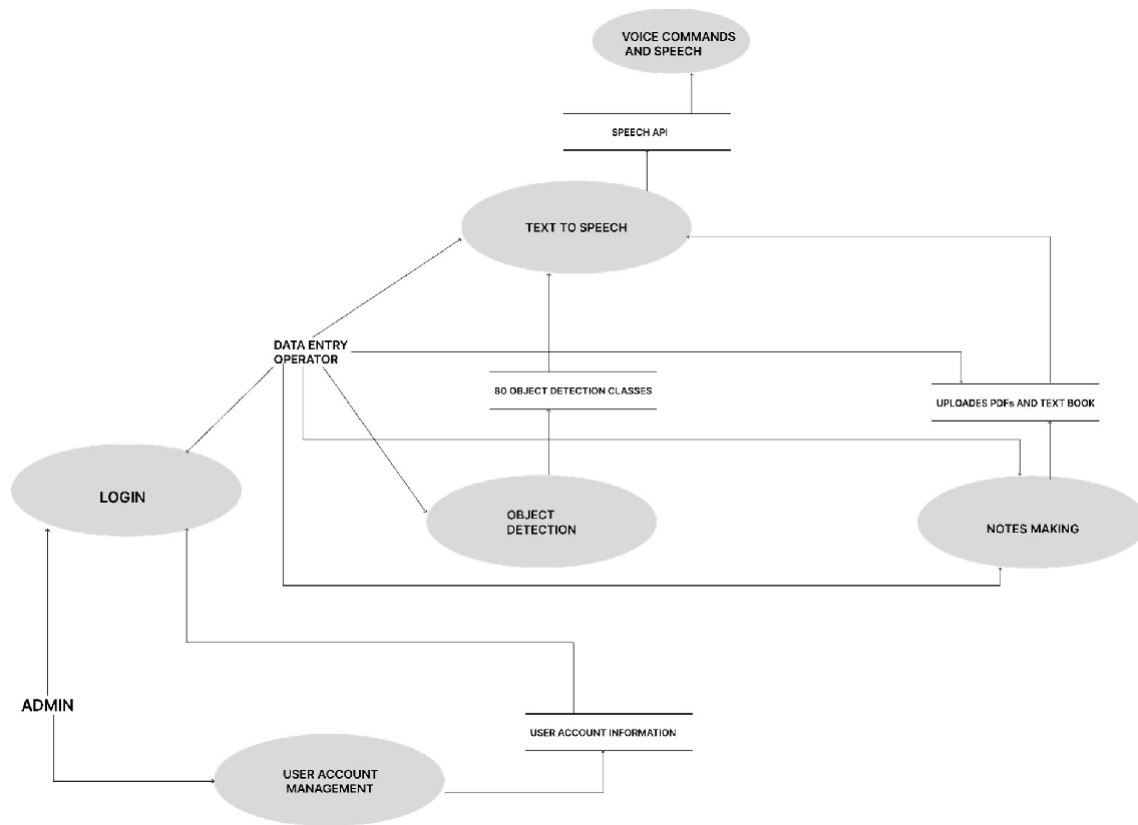 VOICE COMMANDS
AND SPEECH
SPEECH API
TEXT TO SPEECH
DATA ENTRY
OPERATOR
80 OBJECT DETECTION CLASSES
UPLOADES PDFs AND TEXT BOOK
LOGIN
OBJECT
DETECTION
NOTES MAKING
ADMIN
USER ACCOUNT INFORMATION
USER ACCOUNT
MANAGEMENT